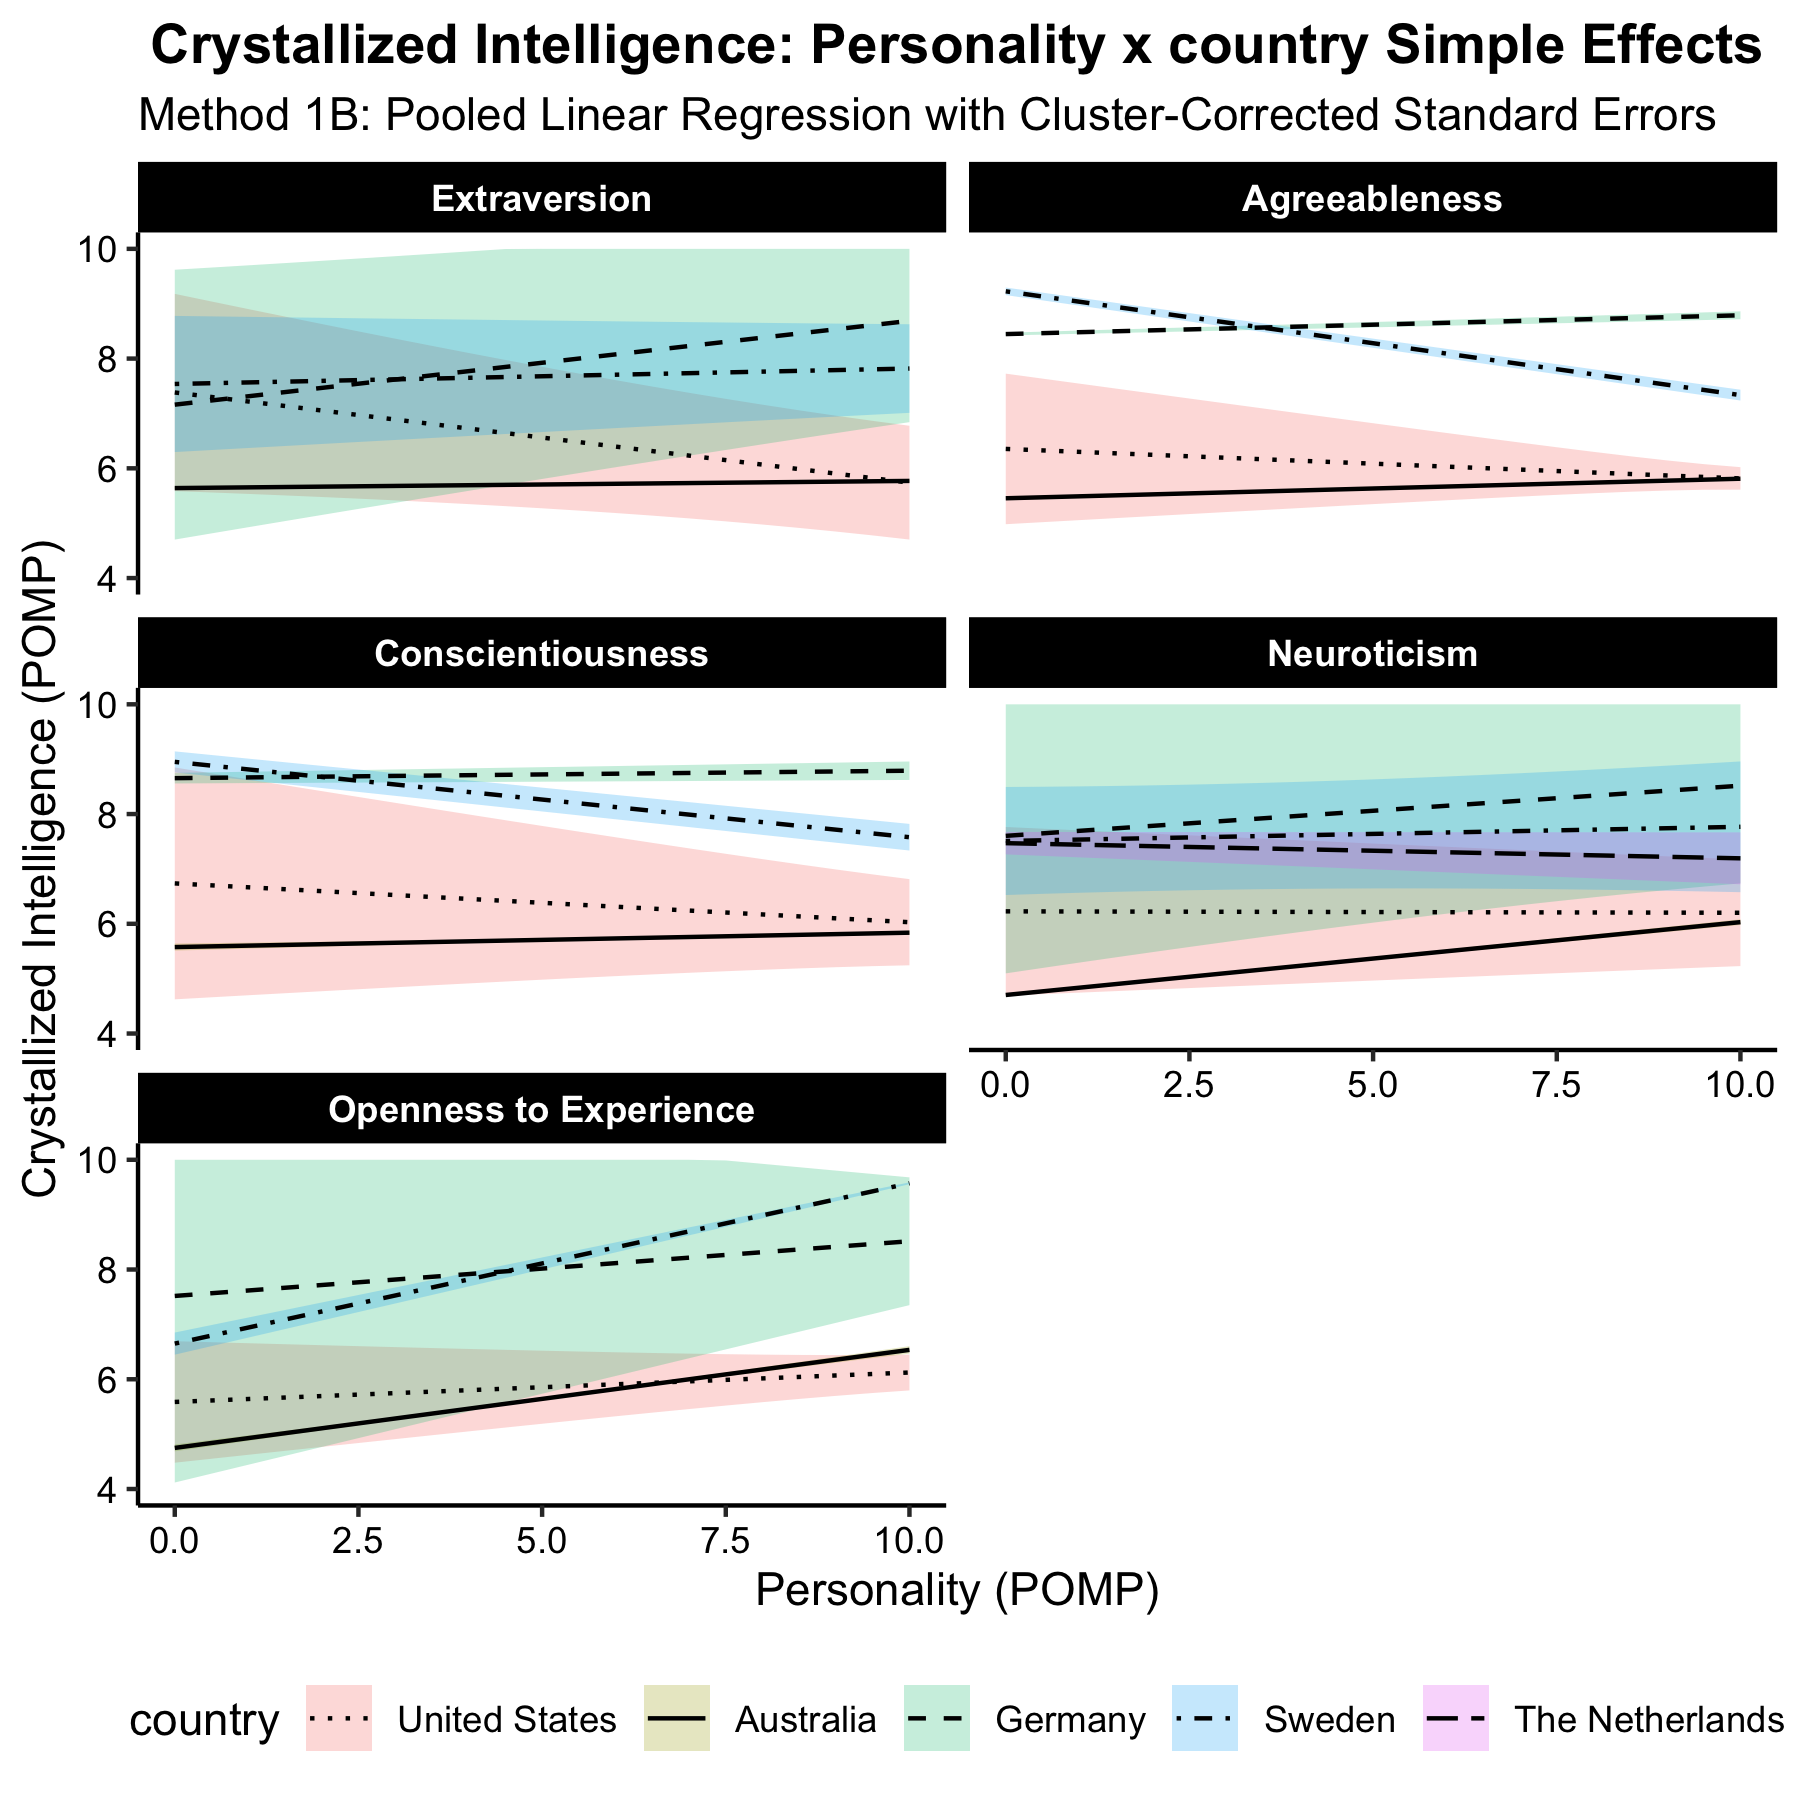 Crystallized Intelligence: Personality x country Simple Effects
Method 1B: Pooled Linear Regression with Cluster-Corrected Standard Errors
Extraversion
Agreeableness
10
8
6
4
Conscientiousness
Neuroticism
10
8
6
4
0.0 2.5 5.0 7.5 10.0
Openness to Experience
10
8
6
4
0.0 2.5 5.0 7.5 10.0
Crystallized Intelligence (POMP)
Personality (POMP)
country United States Australia Germany Sweden The Netherlands